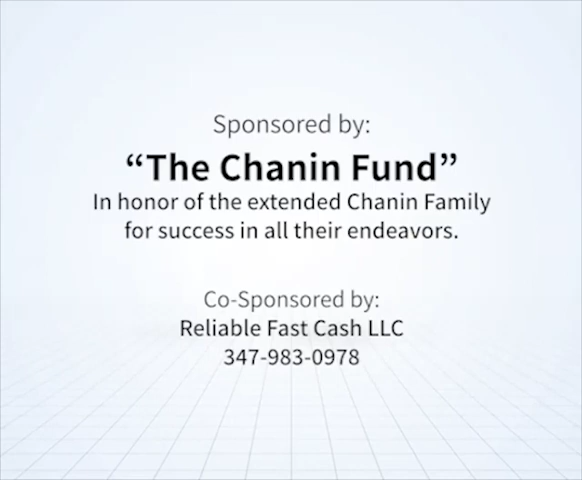 Sponsored by:
“The Chanin Fund”
In honor of the extended Chanin Family
for success in all their endeavors.
Co-Sponsored by:
Reliable Fast Cash LLC
347-983-0978